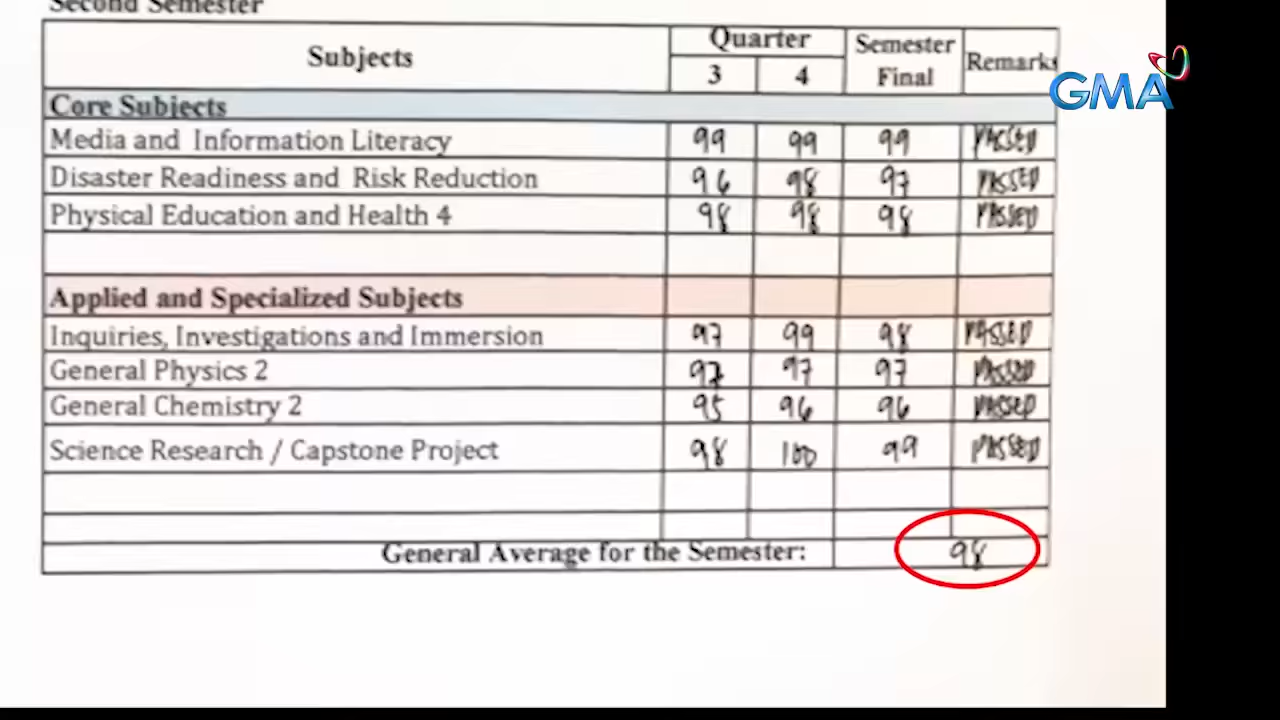 Second Semester
Subjects Quarter Semester Final Remarks
3 4
GMA
Core Subjects
Media and Information Literacy 99 99 99 PASSED
Disaster Readiness and Risk Reduction 96 98 97 PASSED
Physical Education and Health 4 98 98 98 PASSED
Applied and Specialized Subjects
Inquiries, Investigations and Immersion 97 99 98 PASSED
General Physics 2 97 97 97 PASSED
General Chemistry 2 95 96 96 PASSED
Science Research / Capstone Project 98 100 99 PASSED
General Average for the Semester: 98